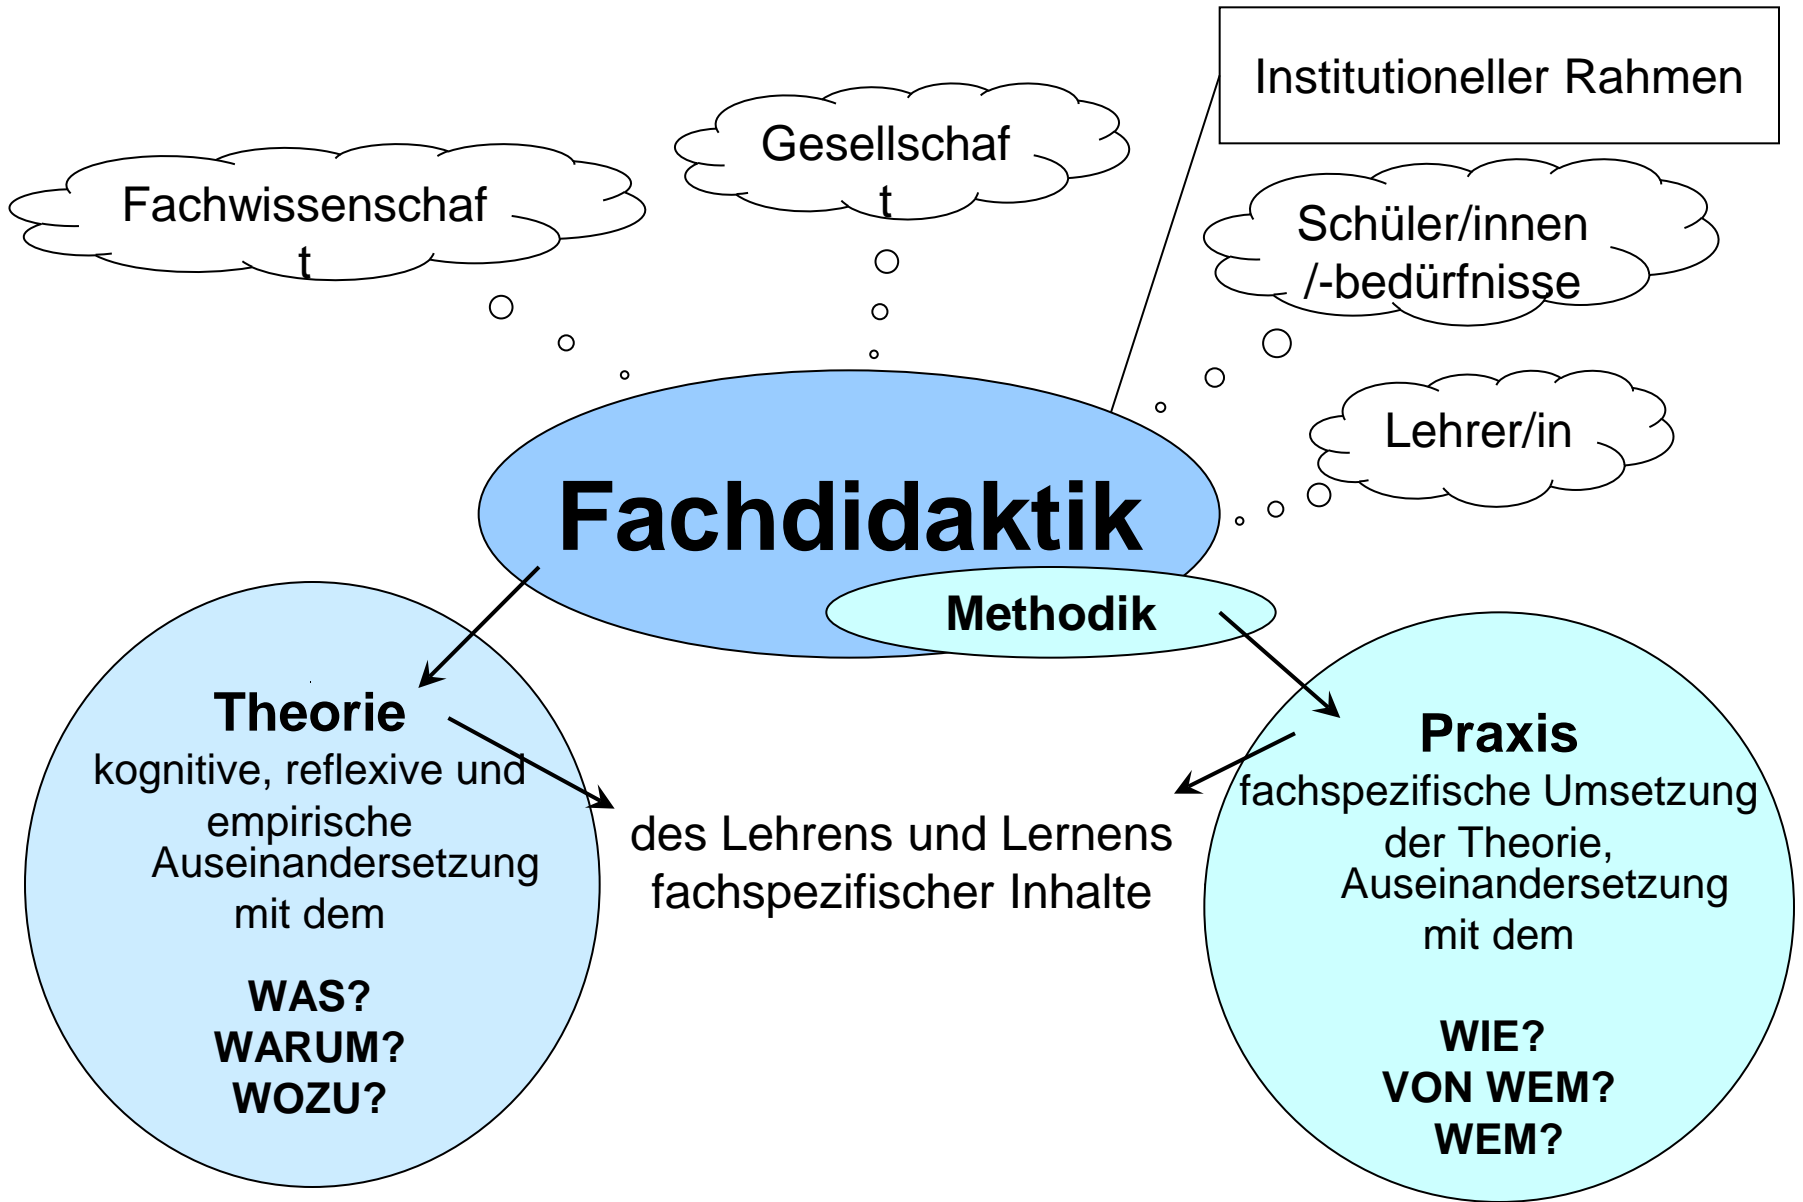 Institutioneller Rahmen
Gesellschaf
t
Fachwissenschaf
t
Schüler/innen
/-bedürfnisse
Lehrer/in
Fachdidaktik
Methodik
Theorie
kognitive, reflexive und
empirische
Auseinandersetzung
mit dem
WAS?
WARUM?
WOZU?
des Lehrens und Lernens
fachspezifischer Inhalte
Praxis
fachspezifische Umsetzung
der Theorie,
Auseinandersetzung
mit dem
WIE?
VON WEM?
WEM?